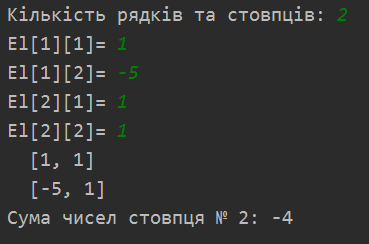 Кількість рядків та стовпців: 2
El[1][1]= 1
El[1][2]= -5
El[2][1]= 1
El[2][2]= 1
[1, 1]
[-5, 1]
Сума чисел стовпця № 2: -4